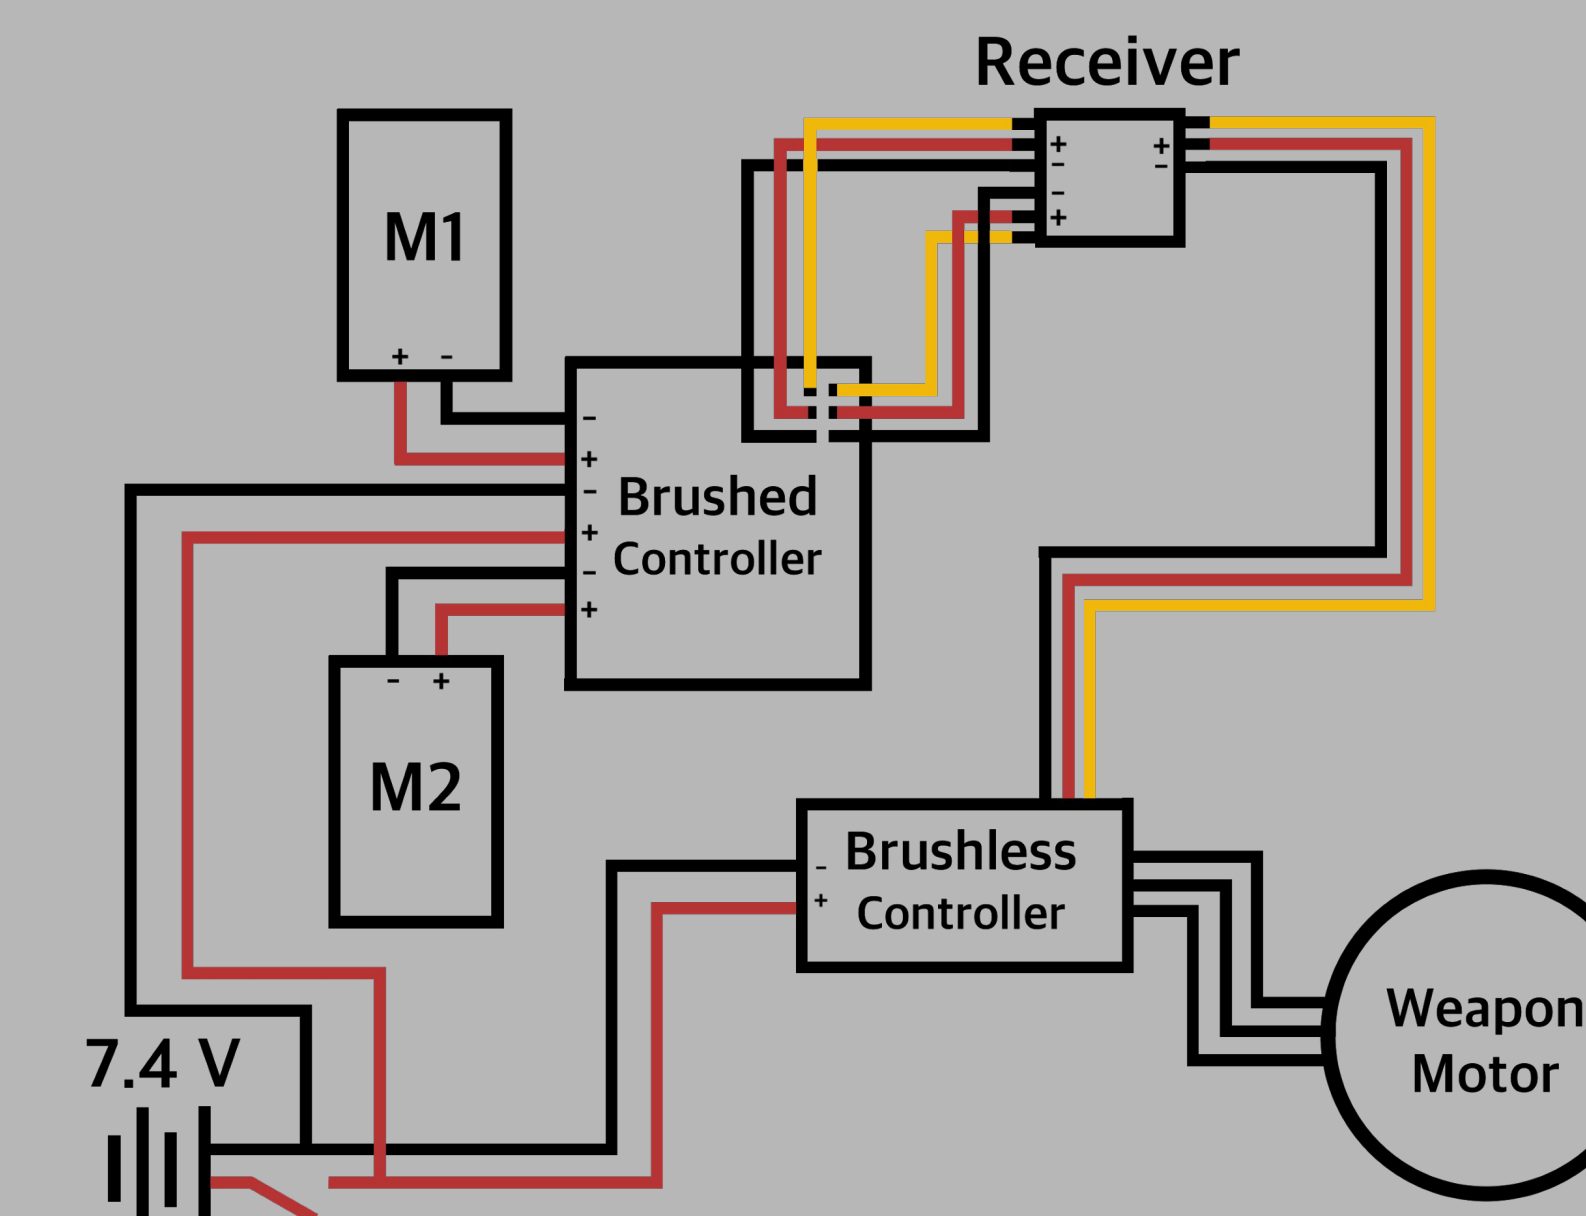 Receiver
M1
+ -
+
-
-
+
+
-
-
+
-
+
-
+
Brushed
Controller
- +
M2
Brushless
Controller
-
+
Weapon
Motor
7.4 V